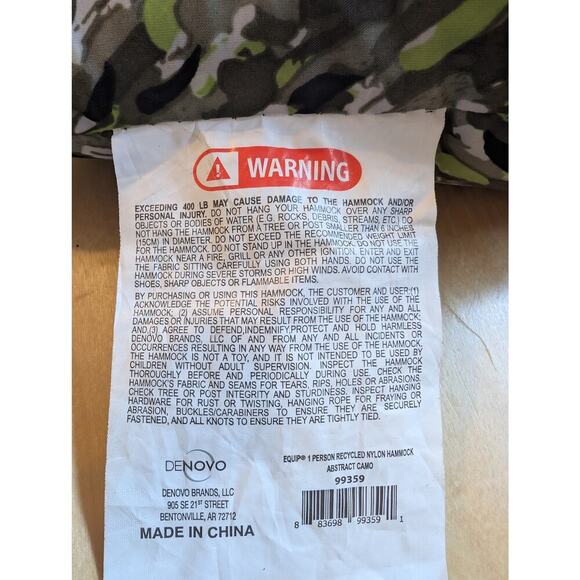 WARNING
EXCEEDING 400 LB MAY CAUSE DAMAGE TO THE HAMMOCK AND/OR
PERSONAL INJURY. DO NOT HANG YOUR HAMMOCK OVER ANY SHARP
OBJECTS OR BODIES OF WATER (E.G. ROCKS, DEBRIS, STREAMS, ETC.) DO
NOT HANG THE HAMMOCK FROM A TREE OR POST SMALLER THAN 6 INCHES
(15CM) IN DIAMETER. DO NOT EXCEED THE RECOMMENDED WEIGHT LIMIT
FOR THE HAMMOCK. DO NOT STAND UP IN THE HAMMOCK. DO NOT USE THE
HAMMOCK NEAR A FIRE, GRILL OR ANY OTHER IGNITION. ENTER AND EXIT
THE FABRIC SITTING CAREFULLY USING BOTH HANDS. DO NOT USE THE
HAMMOCK DURING SEVERE STORMS OR HIGH WINDS. AVOID CONTACT WITH
SHOES, SHARP OBJECTS OR FLAMMABLE ITEMS.
BY PURCHASING OR USING THIS HAMMOCK, THE CUSTOMER AND USER:(1)
ACKNOWLEDGE THE POTENTIAL RISKS INVOLVED WITH THE USE OF THE
HAMMOCK; (2) ASSUME PERSONAL RESPONSIBILITY FOR ANY AND ALL
DAMAGES OR INJURIES THAT MAY RESULT FROM THE USE OF THE HAMMOCK;
AND,(3) AGREE TO DEFEND,INDEMNIFY,PROTECT AND HOLD HARMLESS
DENOVO BRANDS, LLC OF AND FROM ANY AND ALL INCIDENTS OR
OCCURRENCES RESULTING IN ANY WAY FROM THE USE OF THE HAMMOCK.
THE HAMMOCK IS NOT A TOY, AND IT IS NOT INTENDED TO BE USED BY
CHILDREN WITHOUT ADULT SUPERVISION. INSPECT THE HAMMOCK
THOROUGHLY BEFORE AND PERIODICALLY DURING USE. CHECK THE
HAMMOCK'S FABRIC AND SEAMS FOR TEARS, RIPS, HOLES OR ABRASIONS.
CHECK TREE OR POST INTEGRITY AND STURDINESS. INSPECT HANGING
HARDWARE FOR RUST OR TWISTING, HANGING ROPE FOR FRAYING OR
ABRASION, BUCKLES/CARABINERS TO ENSURE THEY ARE SECURELY
FASTENED, AND ALL KNOTS TO ENSURE THEY ARE TIGHTLY TIED.
DENOVO
DENOVO BRANDS, LLC
905 SE 21ST STREET
BENTONVILLE, AR 72712
MADE IN CHINA
EQUIP® 1 PERSON RECYCLED NYLON HAMMOCK
ABSTRACT CAMO
99359
8 83698 99359 1